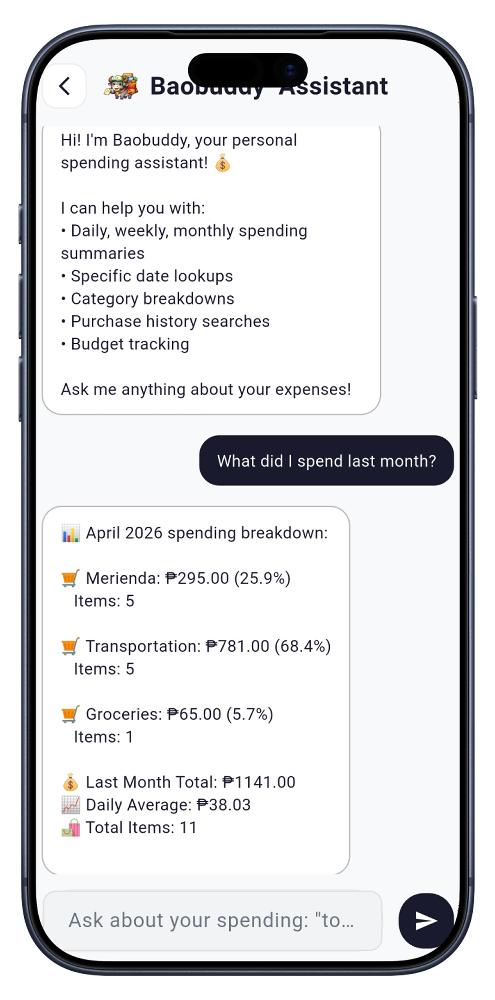 Baobuddy Assistant
Hi! I'm Baobuddy, your personal
spending assistant! 💰
I can help you with:
• Daily, weekly, monthly spending
summaries
• Specific date lookups
• Category breakdowns
• Purchase history searches
• Budget tracking
Ask me anything about your expenses!
What did I spend last month?
📊 April 2026 spending breakdown:
🛒 Merienda: ₱295.00 (25.9%)
Items: 5
🛒 Transportation: ₱781.00 (68.4%)
Items: 5
🛒 Groceries: ₱65.00 (5.7%)
Items: 1
💰 Last Month Total: ₱1141.00
📈 Daily Average: ₱38.03
🛍️ Total Items: 11
Ask about your spending: "to...